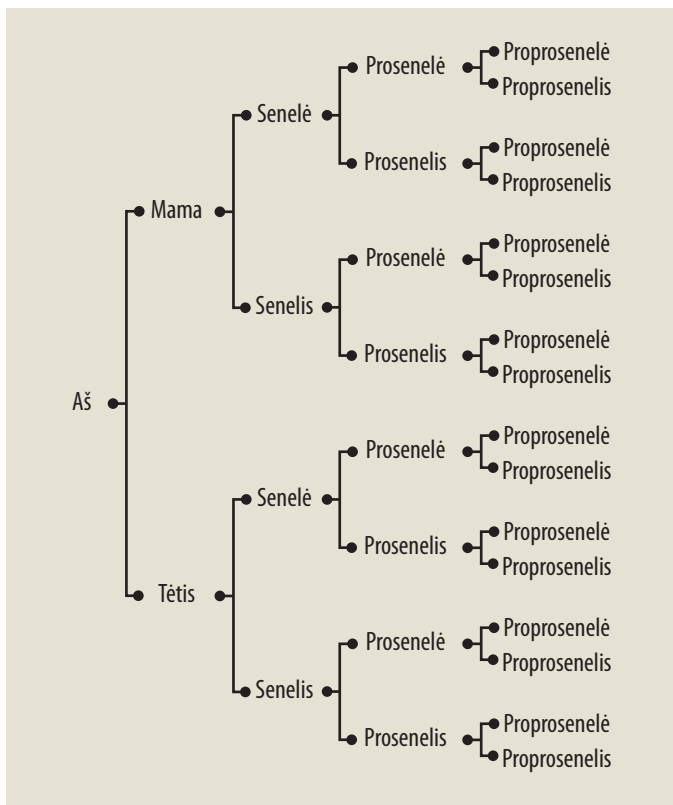 Proprosenelė
Prosenelė
Proprosenelis
Senelė
Proprosenelė
Prosenelis
Proprosenelis
Mama
Proprosenelė
Prosenelė
Proprosenelis
Senelis
Proprosenelė
Prosenelis
Proprosenelis
Aš
Proprosenelė
Prosenelė
Proprosenelis
Senelė
Proprosenelė
Prosenelis
Proprosenelis
Tėtis
Proprosenelė
Prosenelė
Proprosenelis
Senelis
Proprosenelė
Prosenelis
Proprosenelis